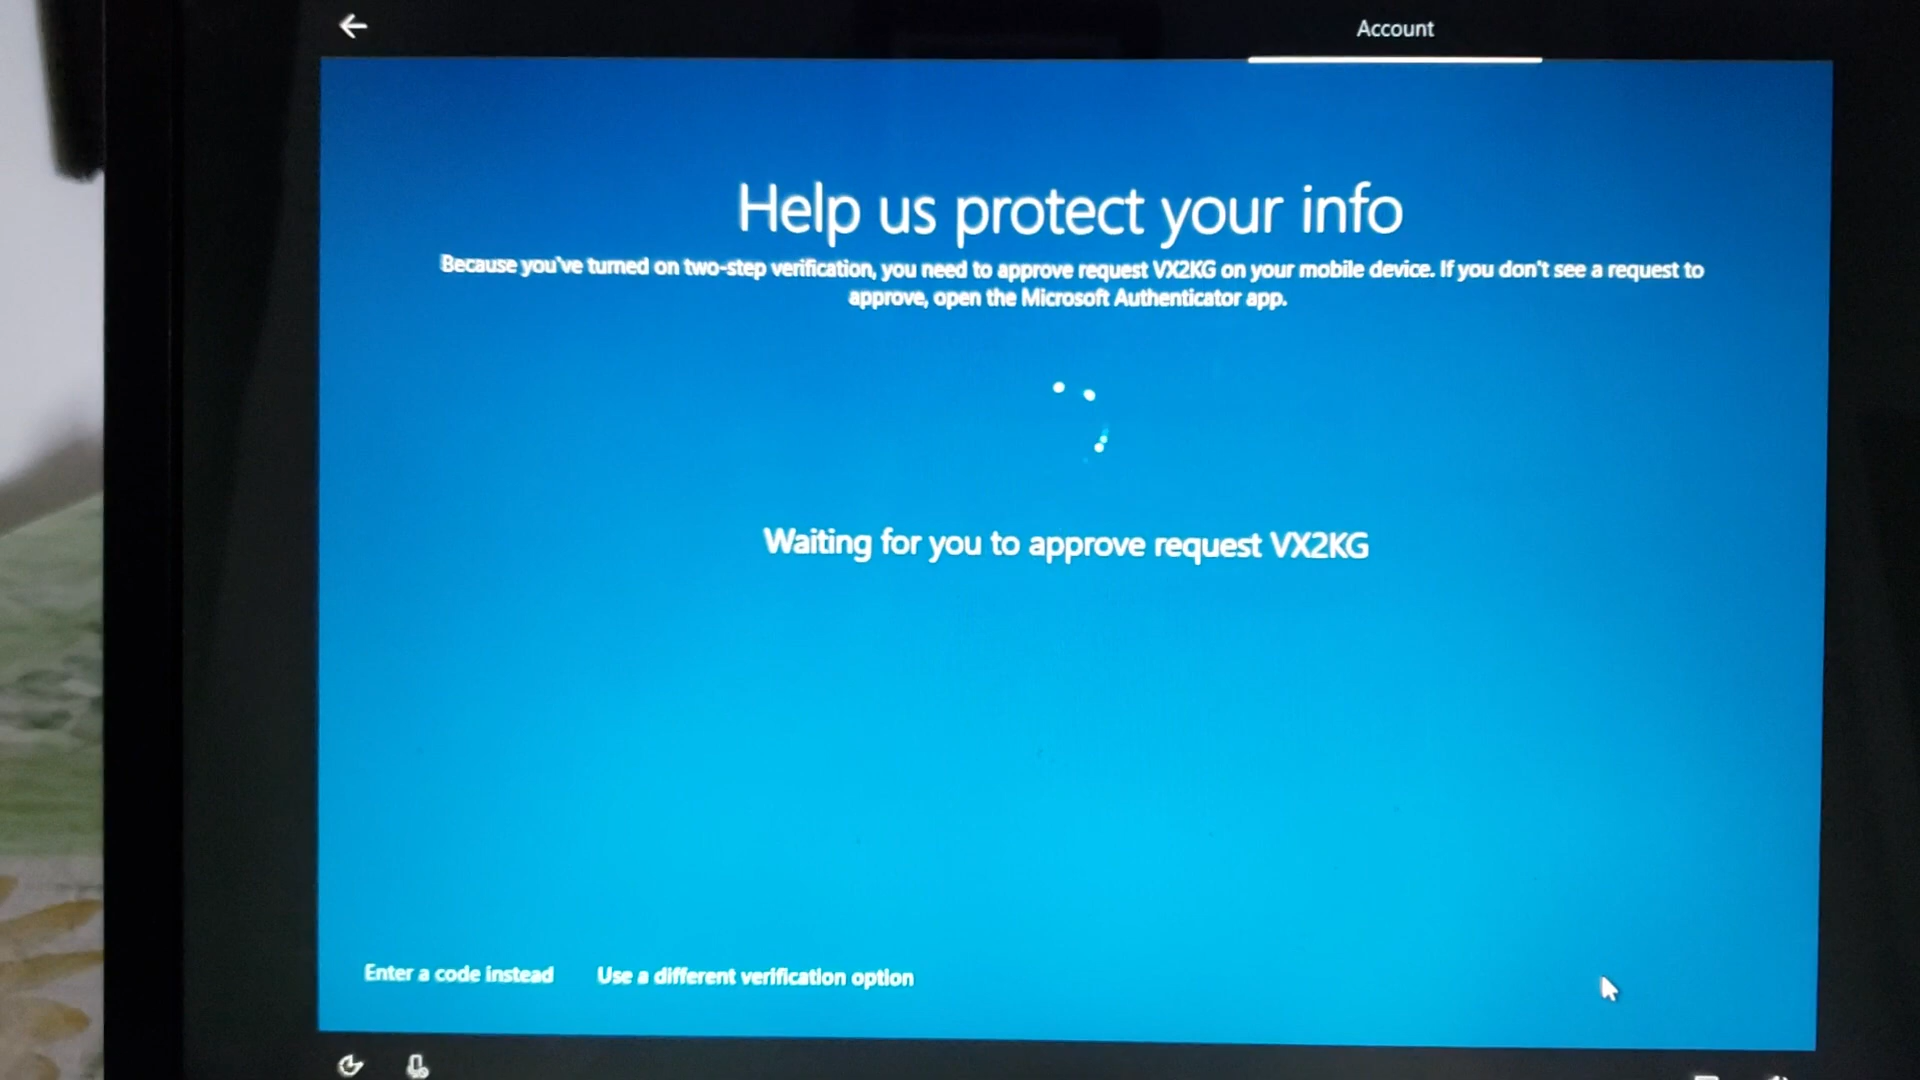 Account
Help us protect your info
Because you've turned on two-step verification, you need to approve request VX2KG on your mobile device. If you don't see a request to
approve, open the Microsoft Authenticator app.
Waiting for you to approve request VX2KG
Enter a code instead Use a different verification option